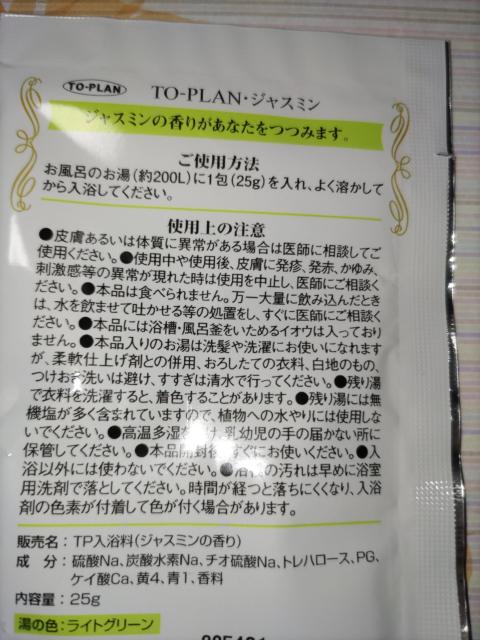 TO-PLAN
TO-PLAN・ジャスミン
ジャスミンの香りがあなたをつつみます。
ご使用方法
お風呂のお湯(約200L)に1包(25g)を入れ、よく溶かして
から入浴してください。
使用上の注意
●皮膚あるいは体質に異常がある場合は医師に相談してご
使用ください。●使用中や使用後、皮膚に発疹、発赤、かゆみ、
刺激感等の異常が現れた時は使用を中止し、医師にご相談く
ださい。●本品は食べられません。万一大量に飲み込んだとき
は、水を飲ませて吐かせる等の処置をし、すぐに医師にご相談く
ださい。●本品には浴槽・風呂釜をいためるイオウは入っており
ません。●本品入りのお湯は洗髪や洗濯にお使いになれます
が、柔軟仕上げ剤との併用、おろしたての衣料、白地のもの、
つけおき洗いは避け、すすぎは清水で行ってください。●残り湯
で衣料を洗濯すると、着色することがあります。●残り湯には無
機塩が多く含まれていますので、植物への水やりには使用しな
いでください。●高温多湿を け、乳幼児の手の届かない所に
保管してください。●本品開封後 すぐにお使いください。●入
浴以外には使わないでください。● の汚れは早めに浴室
用洗剤で落としてください。時間が経つと落ちにくくなり、入浴
剤の色素が付着して色が付く場合があります。
販売名：TP入浴料(ジャスミンの香り)
成 分：硫酸Na、炭酸水素Na、チオ硫酸Na、トレハロース、PG、
ケイ酸Ca、黄4、青1、香料
内容量：25g
湯の色：ライトグリーン